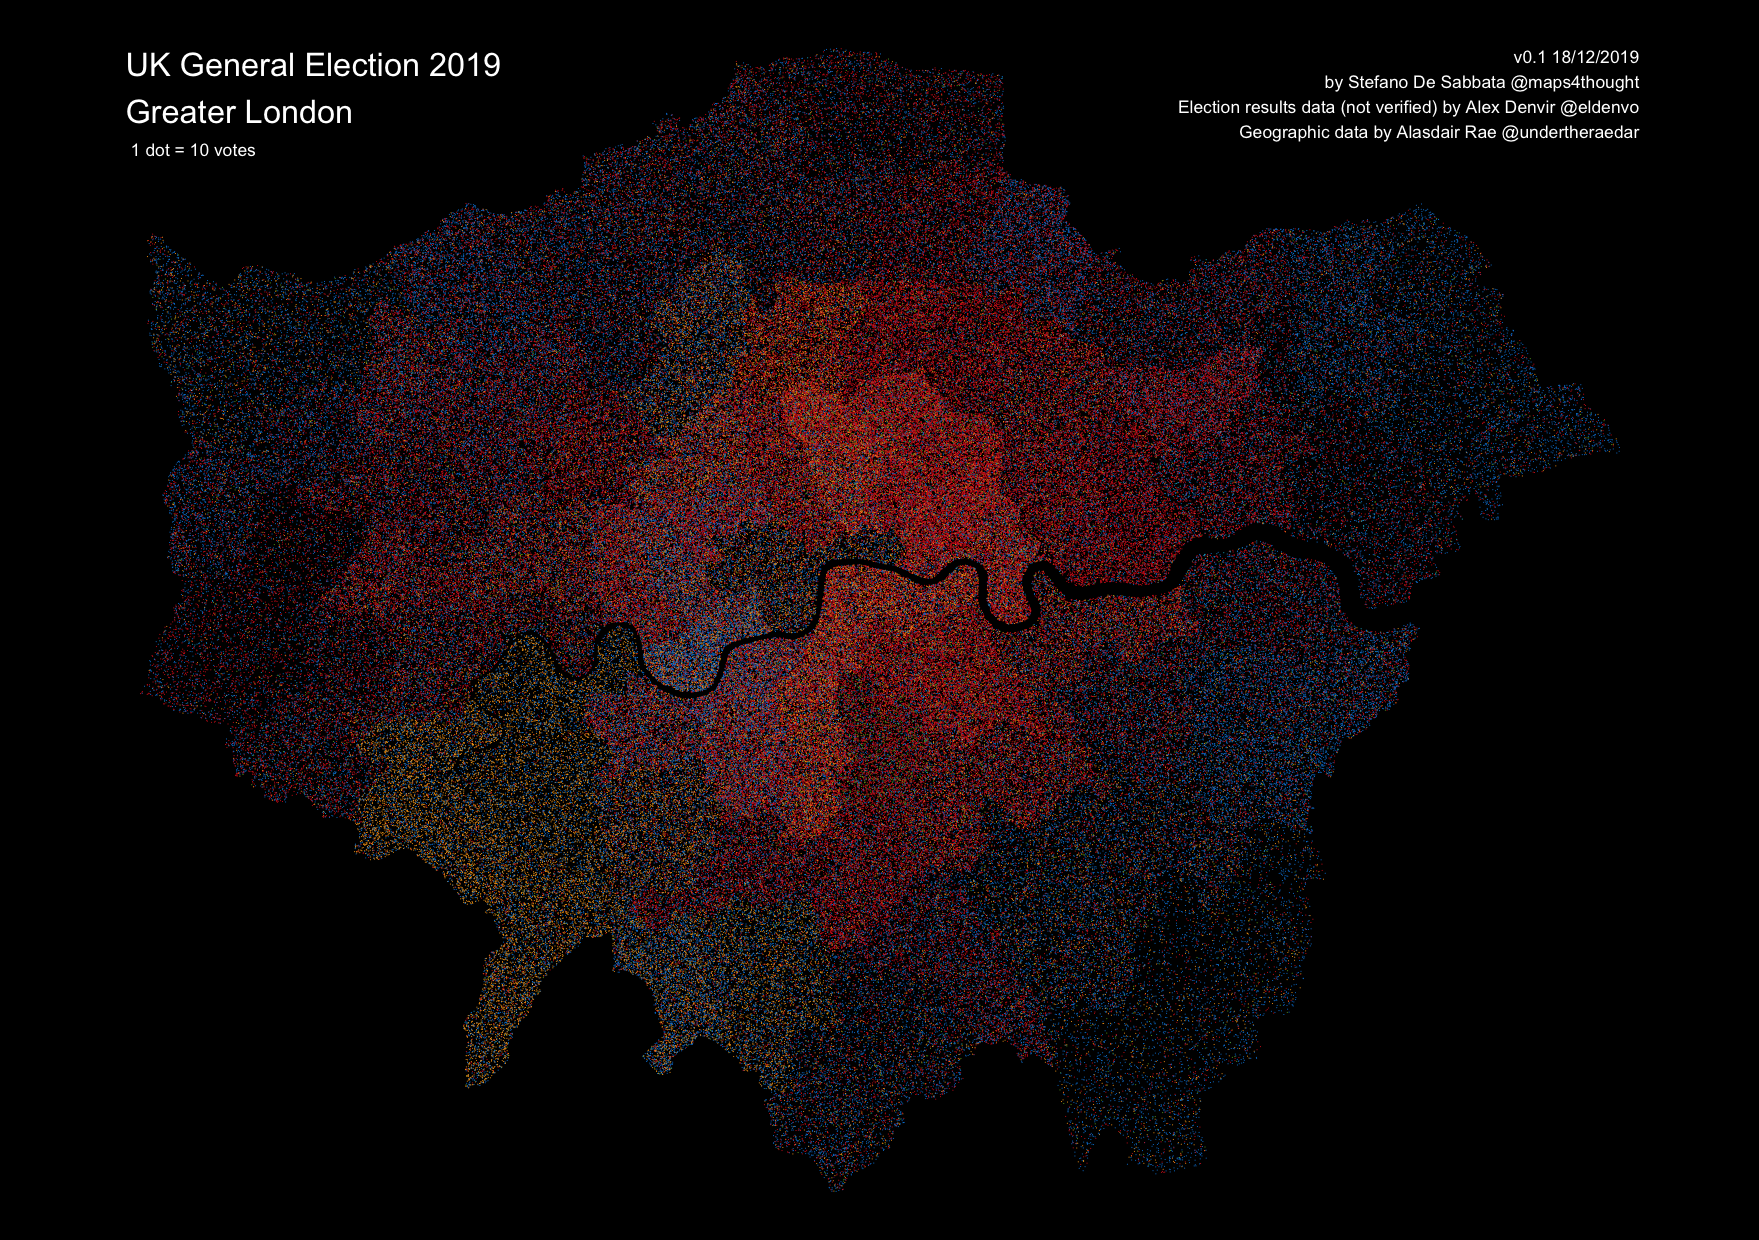 UK General Election 2019
Greater London
1 dot = 10 votes
v0.1 18/12/2019
by Stefano De Sabbata @maps4thought
Election results data (not verified) by Alex Denvir @eldenvo
Geographic data by Alasdair Rae @undertheraedar